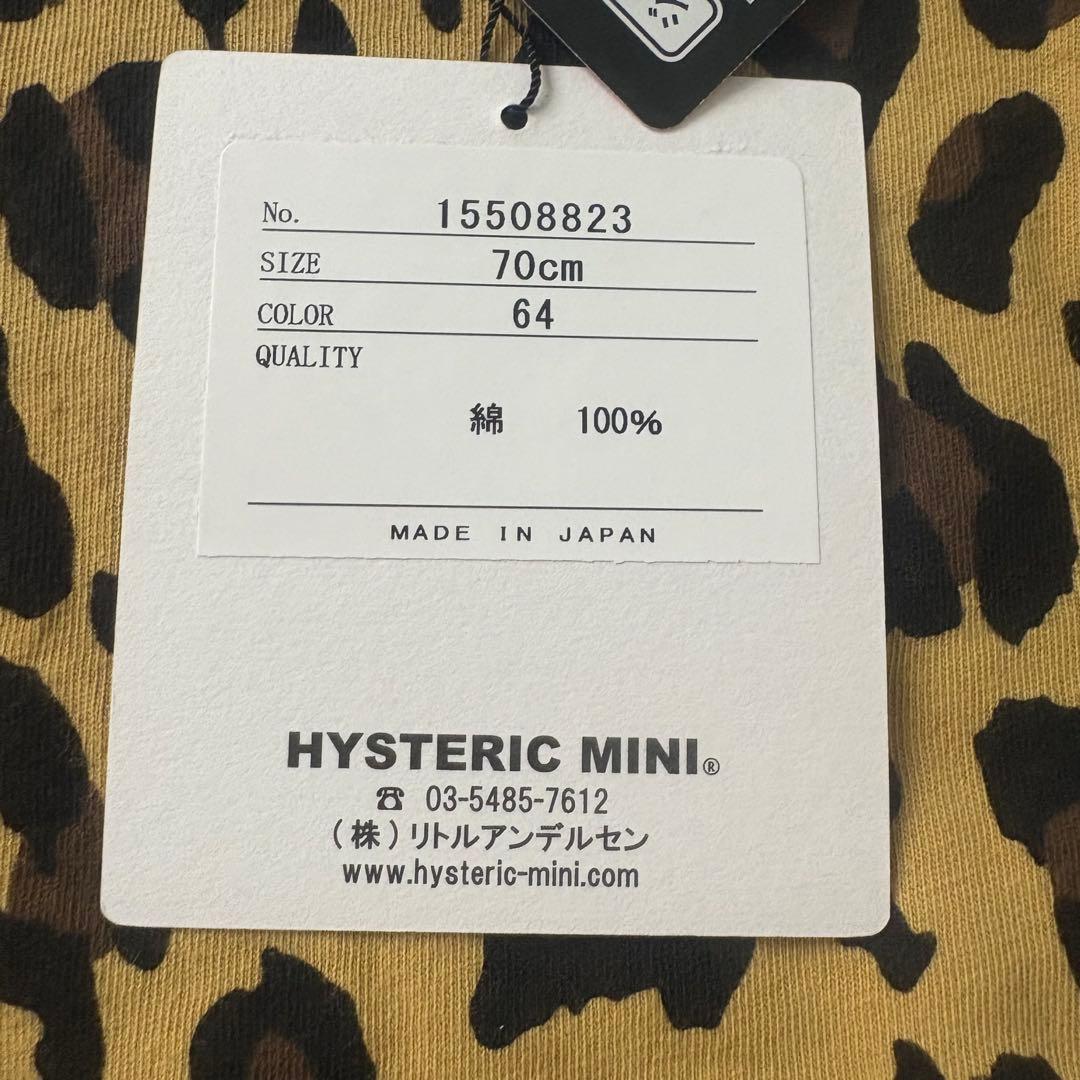 No. 15508823
SIZE 70cm
COLOR 64
QUALITY
綿 100%
MADE IN JAPAN
HYSTERIC MINI®
☎ 03-5485-7612
(株)リトルアンデルセン
www.hysteric-mini.com